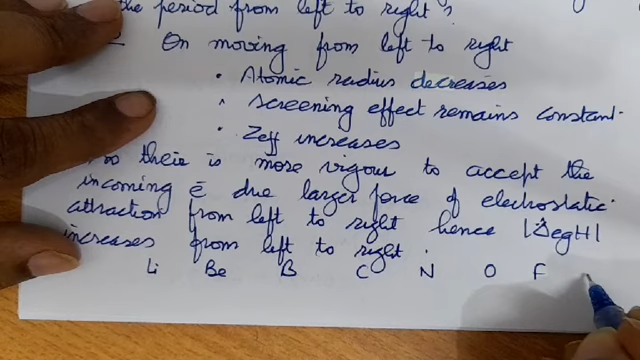 the period from left to right?
On moving from left to right
• Atomic radius decreases
• Screening effect remains constant.
• Zeff increases
so their is more vigour to accept the
incoming ē due larger force of electrostatic
attraction from left to right hence |ΔegH|
increases from left to right.
Li Be B C N O F